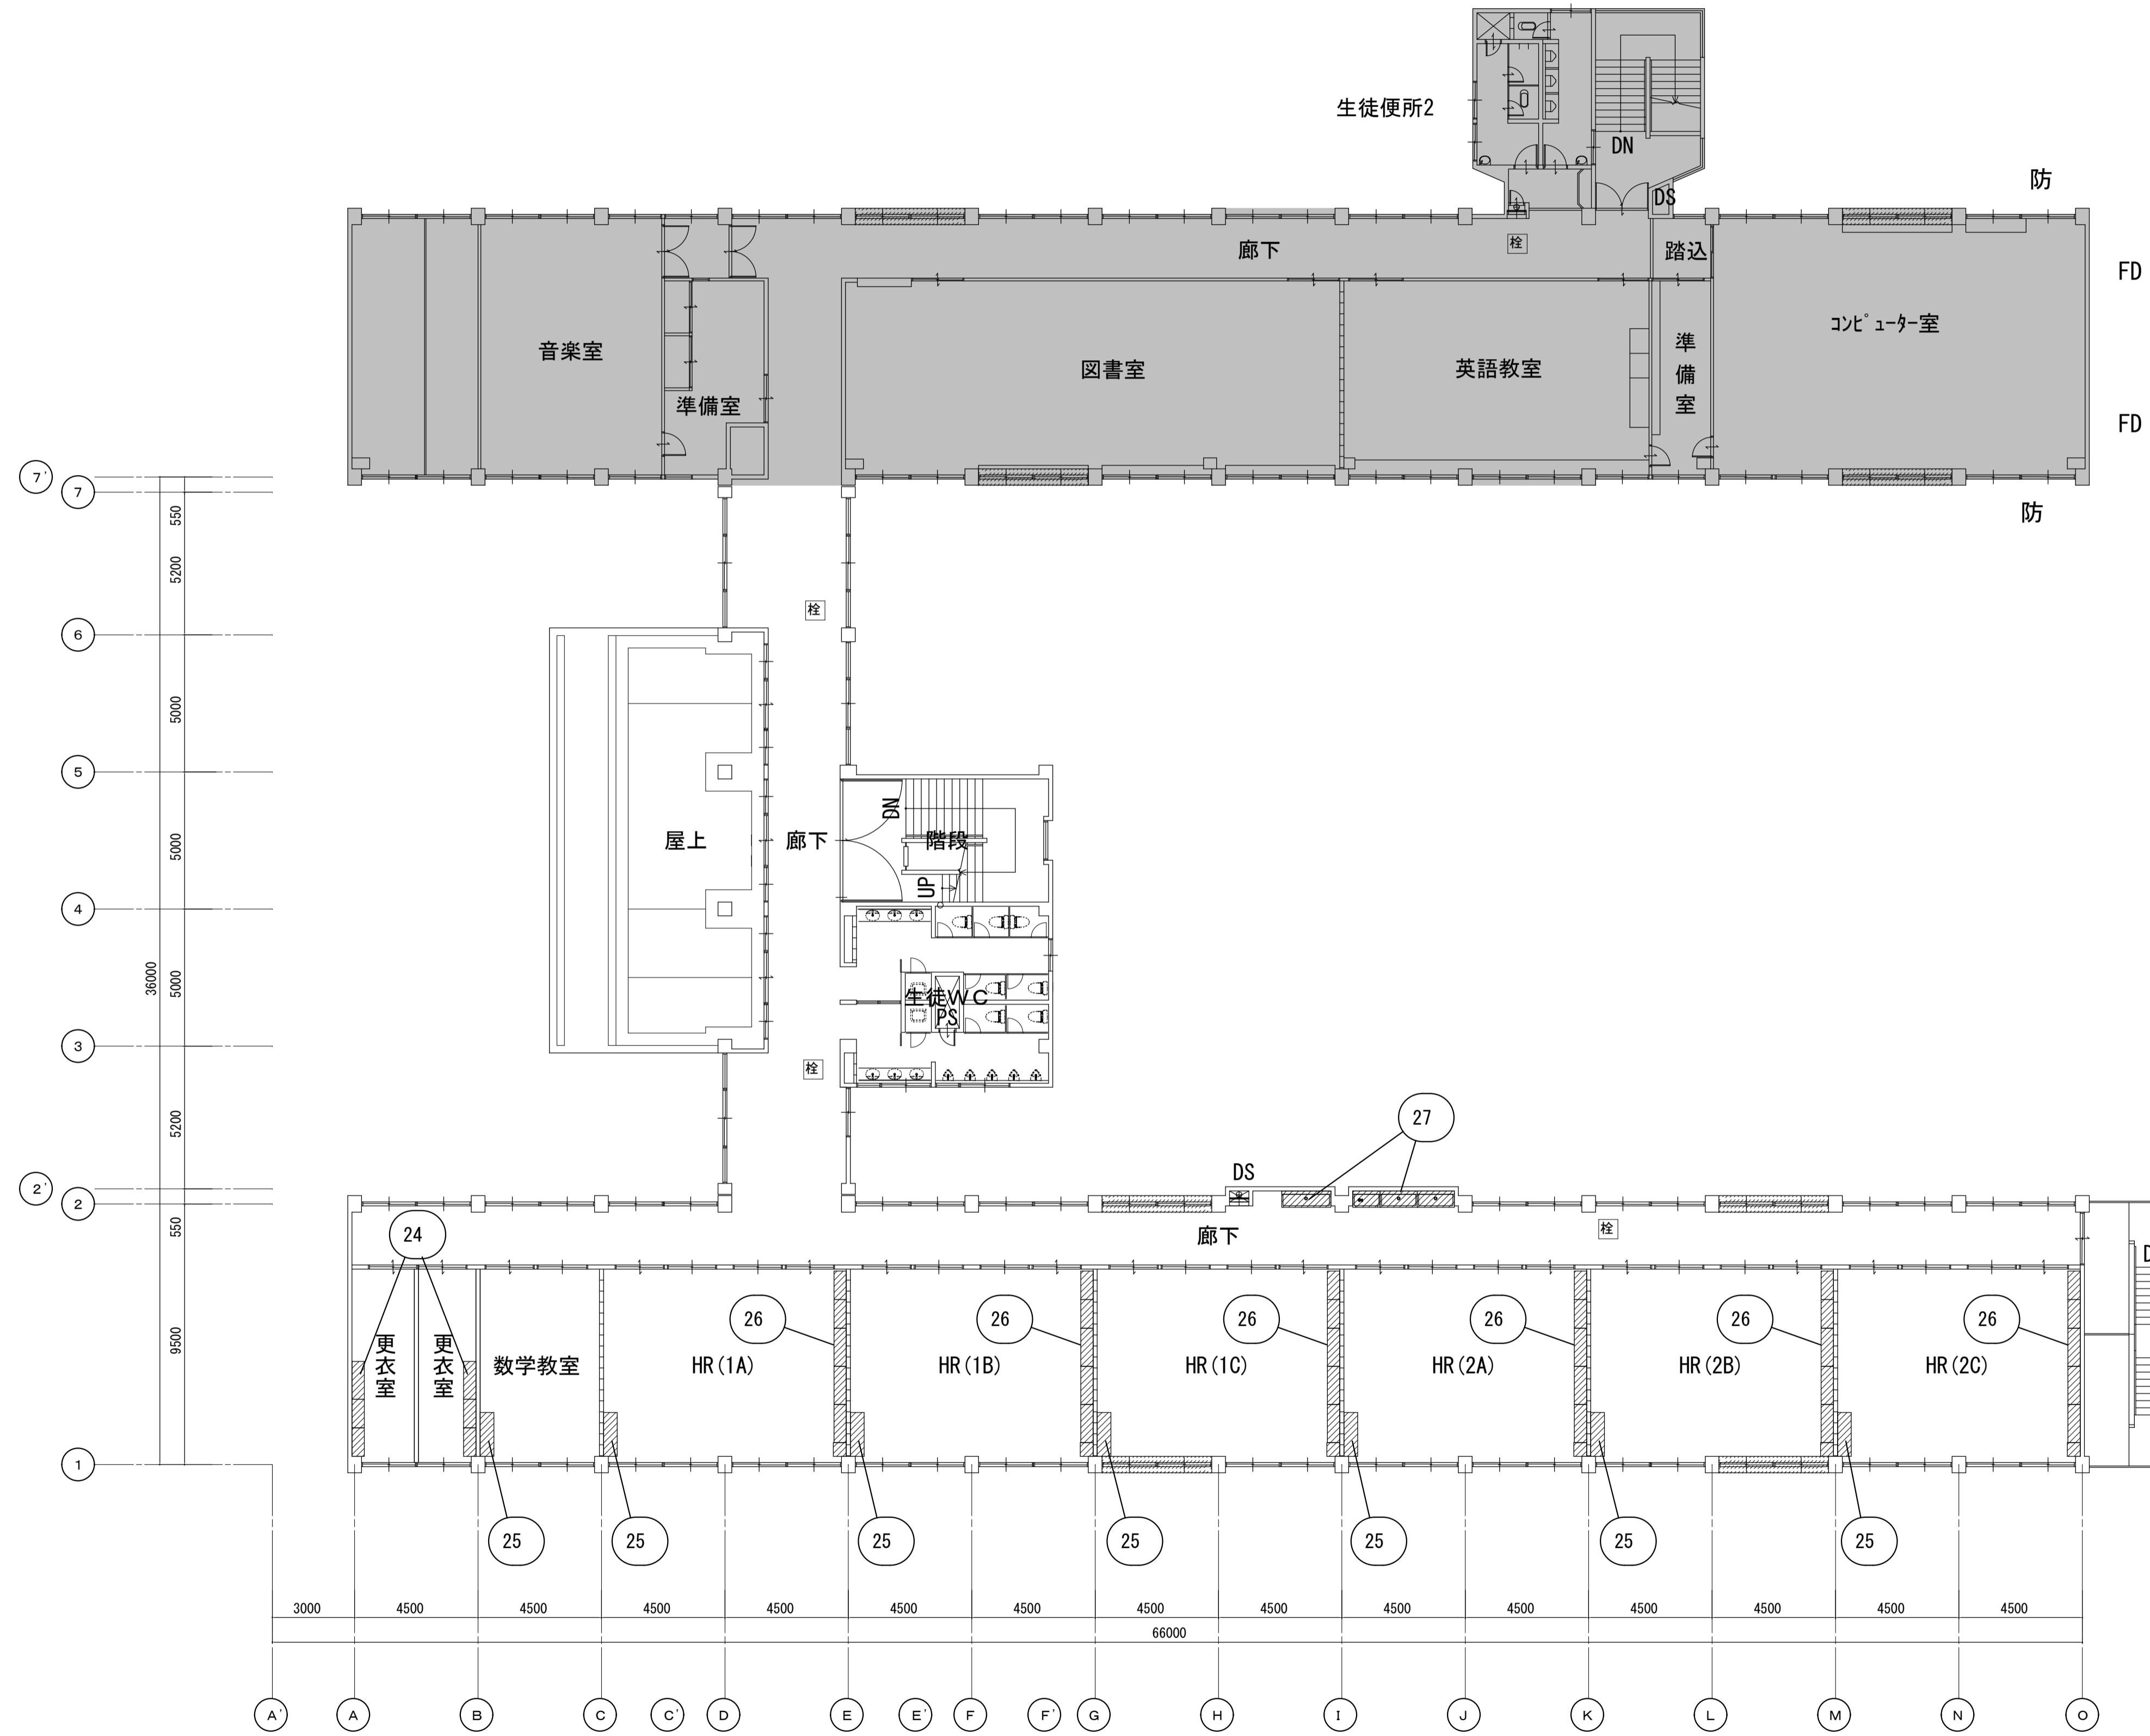 生徒便所2
DN
DS
防
廊下
栓
踏込
FD
音楽室
準備室
図書室
英語教室
準備室
コンピューター室
FD
防
7'
7
550
5200
栓
6
5000
5
5000
屋上
廊下
DN
階段
UP
4
36000
5000
生徒WC
PS
3
栓
5200
27
2'
2
DS
550
24
廊下
栓
9500
26
26
26
26
26
26
更衣室
更衣室
数学教室
HR(1A)
HR(1B)
HR(1C)
HR(2A)
HR(2B)
HR(2C)
1
25
25
25
25
25
25
25
3000
4500
4500
4500
4500
4500
4500
4500
4500
4500
4500
4500
4500
4500
4500
66000
A'
A
B
C
C'
D
E
E'
F
F'
G
H
I
J
K
L
M
N
O